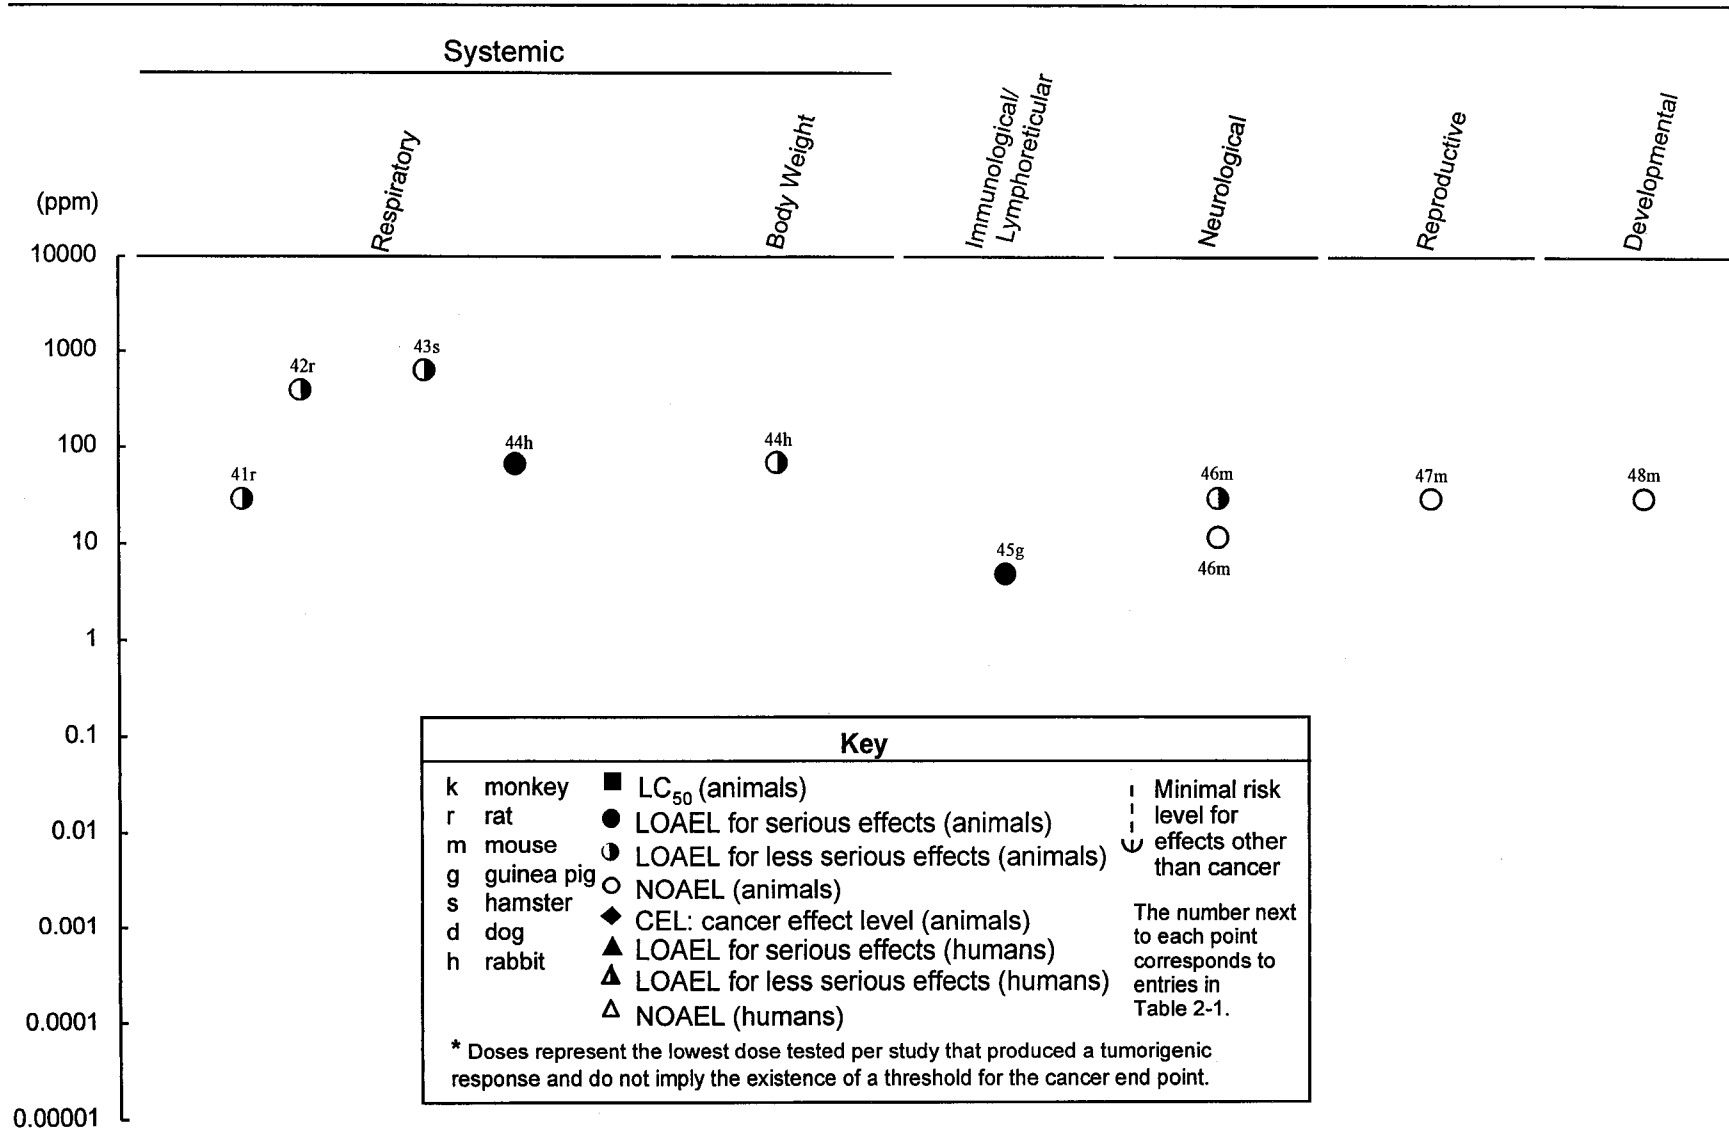 Systemic
Respiratory
Body Weight
Immunological/
Lymphoreticular
Neurological
Reproductive
Developmental
(ppm)
10000
1000
100
10
1
0.1
0.01
0.001
0.0001
0.00001
41r
42r
43s
44h
44h
45g
46m
46m
47m
48m
Key
k monkey
r rat
m mouse
g guinea pig
s hamster
d dog
h rabbit
LC50 (animals)
LOAEL for serious effects (animals)
LOAEL for less serious effects (animals)
NOAEL (animals)
CEL: cancer effect level (animals)
LOAEL for serious effects (humans)
LOAEL for less serious effects (humans)
NOAEL (humans)
Minimal risk
level for
effects other
than cancer
The number next
to each point
corresponds to
entries in
Table 2-1.
* Doses represent the lowest dose tested per study that produced a tumorigenic
response and do not imply the existence of a threshold for the cancer end point.